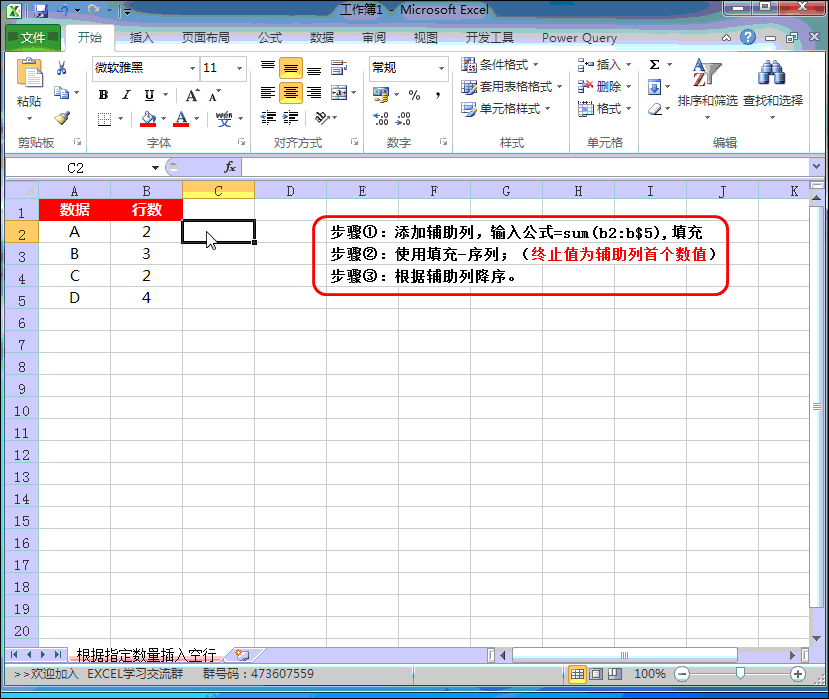 工作簿1 - Microsoft Excel
文件 开始 插入 页面布局 公式 数据 审阅 视图 开发工具 Power Query
微软雅黑 11 常规 条件格式 插入 Σ
粘贴 B I U A A % , 套用表格格式 删除 排序和筛选 查找和选择
A wén 文 单元格样式 格式
剪贴板 字体 对齐方式 数字 样式 单元格 编辑
C2 fx
A B C D E F G H I J K
1 数据 行数
2 A 2
3 B 3
4 C 2
5 D 4
步骤①：添加辅助列，输入公式=sum(b2:b$5),填充
步骤②：使用填充-序列；（终止值为辅助列首个数值）
步骤③：根据辅助列降序。
6
7
8
9
10
11
12
13
14
15
16
17
18
19
20
根据指定数量插入空行
>>欢迎加入 EXCEL学习交流群 群号码：473607559 100%